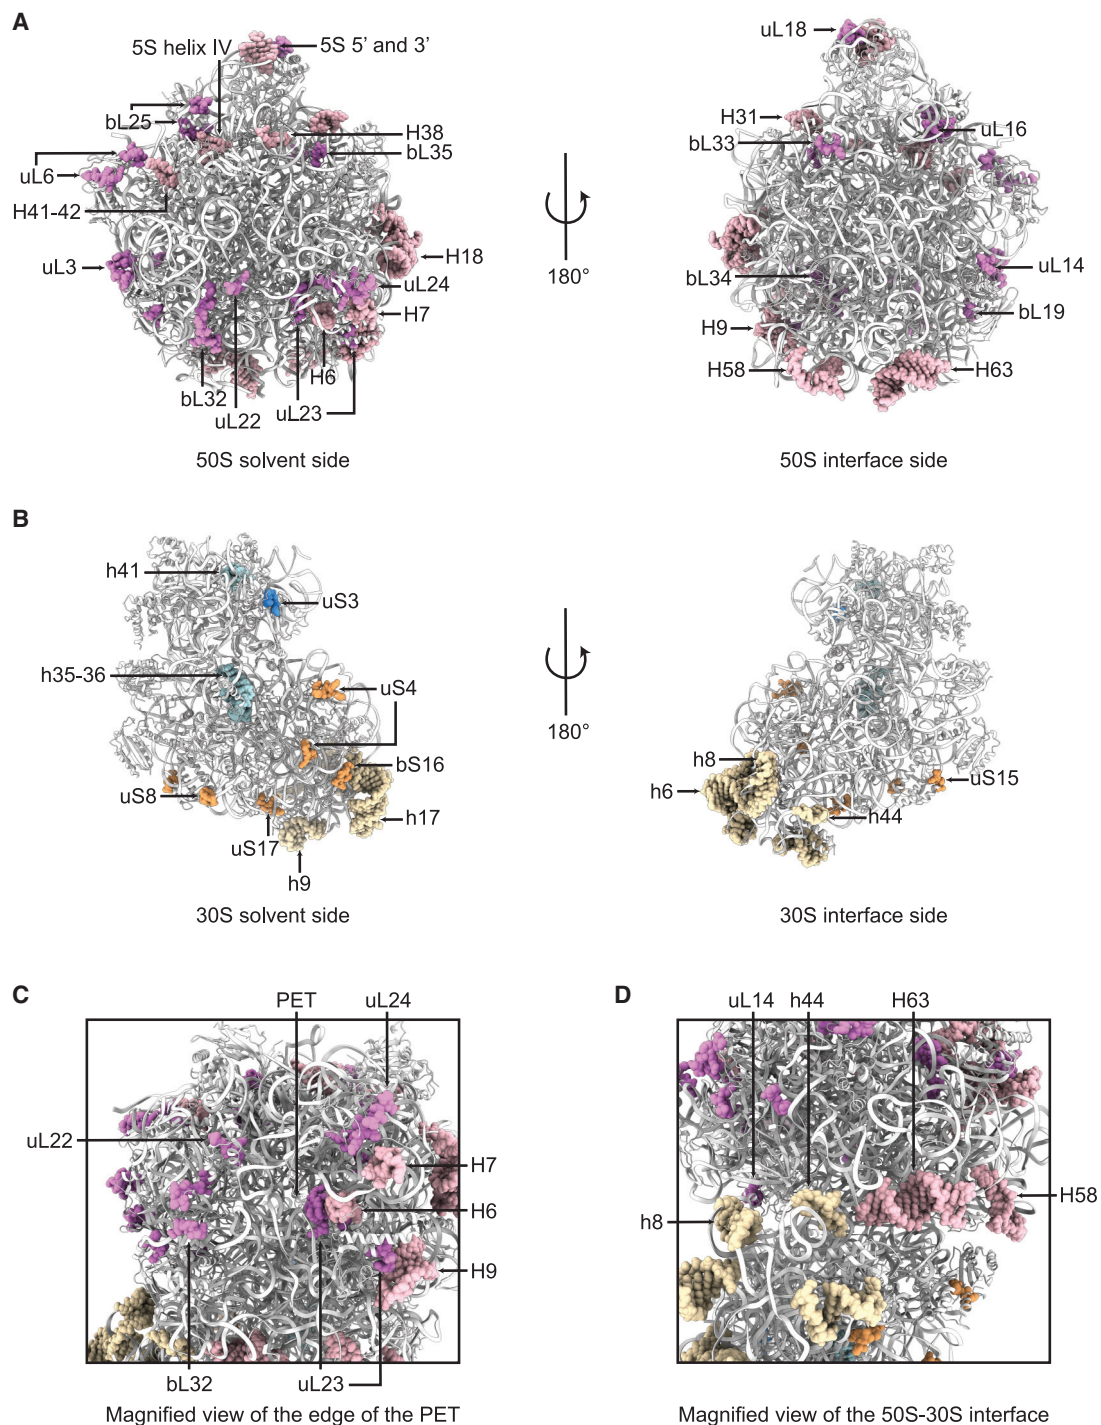 A
5S helix IV
5S 5’ and 3’
bL25
H38
bL35
uL6
H41-42
uL3
H18
uL24
H7
H6
bL32
uL22
uL23
50S solvent side
180°
uL18
H31
bL33
uL16
uL14
bL34
bL19
H9
H58
H63
50S interface side
B
h41
uS3
h35-36
uS4
bS16
uS8
h17
uS17
h9
30S solvent side
180°
h8
h6
uS15
h44
30S interface side
C
PET
uL24
uL22
H7
H6
H9
bL32
uL23
Magnified view of the edge of the PET
D
uL14
h44
H63
H58
h8
Magnified view of the 50S-30S interface